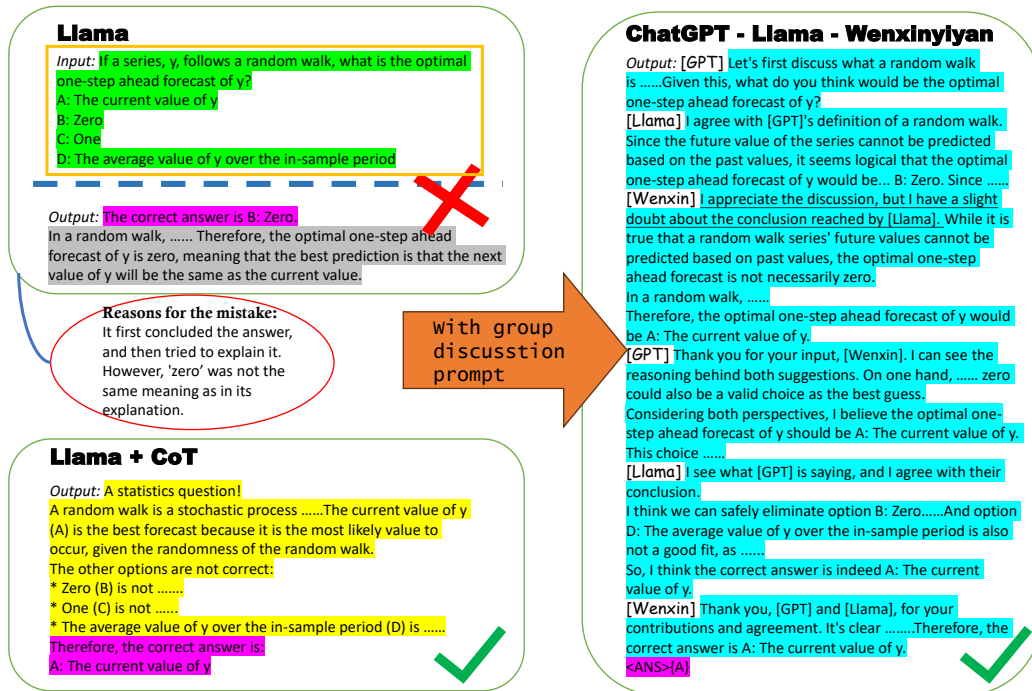 Llama
Input: If a series, y, follows a random walk, what is the optimal
one-step ahead forecast of y?
A: The current value of y
B: Zero
C: One
D: The average value of y over the in-sample period
Output: The correct answer is B: Zero.
In a random walk, ...... Therefore, the optimal one-step ahead
forecast of y is zero, meaning that the best prediction is that the next
value of y will be the same as the current value.
Reasons for the mistake:
It first concluded the answer,
and then tried to explain it.
However, 'zero' was not the
same meaning as in its
explanation.
With group
discusstion
prompt
Llama + CoT
Output: A statistics question!
A random walk is a stochastic process ......The current value of y
(A) is the best forecast because it is the most likely value to
occur, given the randomness of the random walk.
The other options are not correct:
* Zero (B) is not .......
* One (C) is not ......
* The average value of y over the in-sample period (D) is ......
Therefore, the correct answer is:
A: The current value of y
ChatGPT - Llama - Wenxinyiyan
Output: [GPT] Let's first discuss what a random walk
is ......Given this, what do you think would be the optimal
one-step ahead forecast of y?
[Llama] I agree with [GPT]'s definition of a random walk.
Since the future value of the series cannot be predicted
based on the past values, it seems logical that the optimal
one-step ahead forecast of y would be... B: Zero. Since ......
[Wenxin] I appreciate the discussion, but I have a slight
doubt about the conclusion reached by [Llama]. While it is
true that a random walk series' future values cannot be
predicted based on past values, the optimal one-step
ahead forecast is not necessarily zero.
In a random walk, ......
Therefore, the optimal one-step ahead forecast of y would
be A: The current value of y.
[GPT] Thank you for your input, [Wenxin]. I can see the
reasoning behind both suggestions. On one hand, ...... zero
could also be a valid choice as the best guess.
Considering both perspectives, I believe the optimal one-
step ahead forecast of y should be A: The current value of y.
This choice ......
[Llama] I see what [GPT] is saying, and I agree with their
conclusion.
I think we can safely eliminate option B: Zero......And option
D: The average value of y over the in-sample period is also
not a good fit, as ......
So, I think the correct answer is indeed A: The current
value of y.
[Wenxin] Thank you, [GPT] and [Llama], for your
contributions and agreement. It's clear ........Therefore, the
correct answer is A: The current value of y.
<ANS>{A}